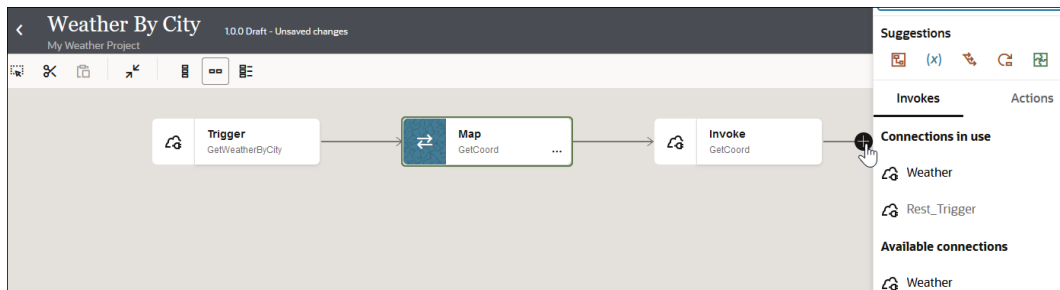 Weather By City 1.0.0 Draft - Unsaved changes
My Weather Project
Trigger
GetWeatherByCity
Map
GetCoord
...
Invoke
GetCoord
Suggestions
(x)
Invokes Actions
Connections in use
Weather
Rest_Trigger
Available connections
Weather